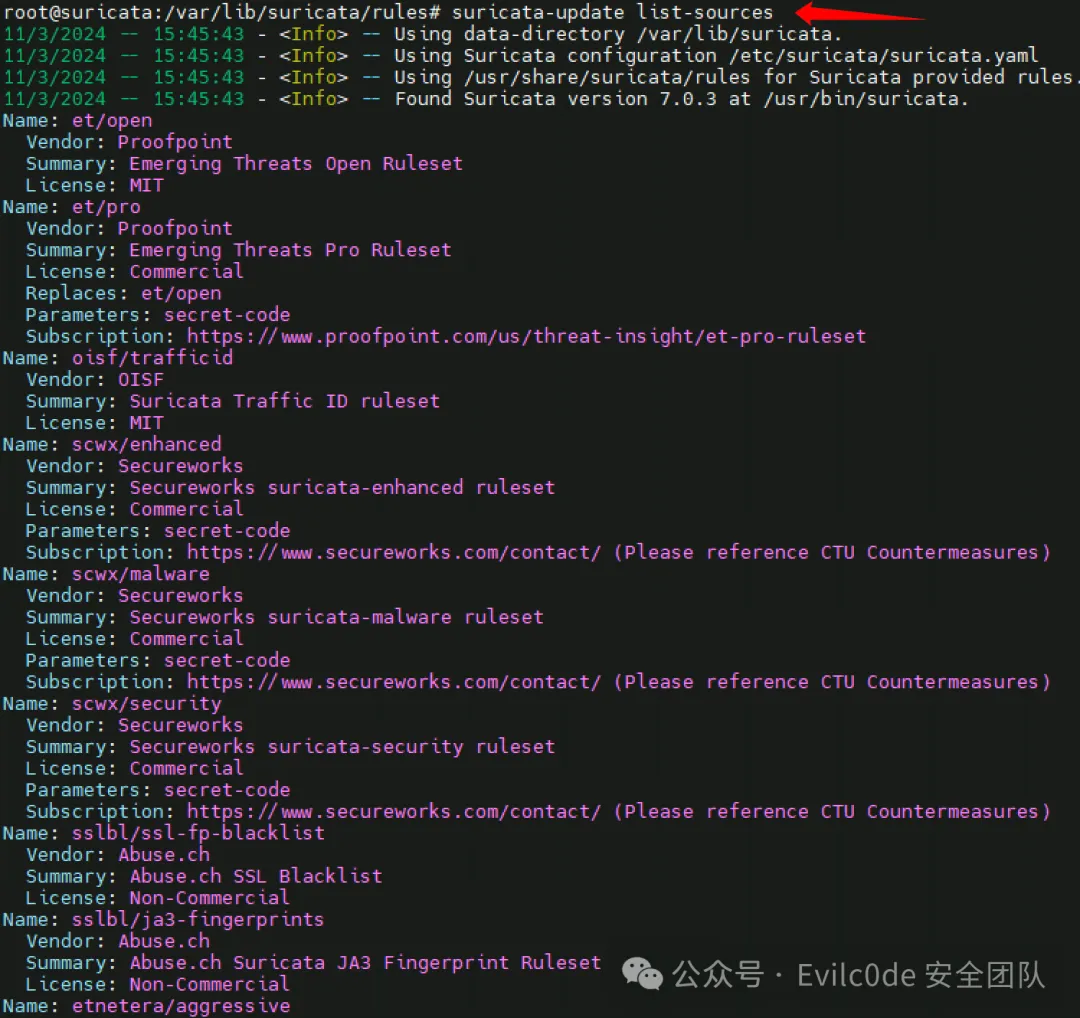 root@suricata:/var/lib/suricata/rules# suricata-update list-sources
11/3/2024 -- 15:45:43 - <Info> -- Using data-directory /var/lib/suricata.
11/3/2024 -- 15:45:43 - <Info> -- Using Suricata configuration /etc/suricata/suricata.yaml
11/3/2024 -- 15:45:43 - <Info> -- Using /usr/share/suricata/rules for Suricata provided rules.
11/3/2024 -- 15:45:43 - <Info> -- Found Suricata version 7.0.3 at /usr/bin/suricata.
Name: et/open
  Vendor: Proofpoint
  Summary: Emerging Threats Open Ruleset
  License: MIT
Name: et/pro
  Vendor: Proofpoint
  Summary: Emerging Threats Pro Ruleset
  License: Commercial
  Replaces: et/open
  Parameters: secret-code
  Subscription: https://www.proofpoint.com/us/threat-insight/et-pro-ruleset
Name: oisf/trafficid
  Vendor: OISF
  Summary: Suricata Traffic ID ruleset
  License: MIT
Name: scwx/enhanced
  Vendor: Secureworks
  Summary: Secureworks suricata-enhanced ruleset
  License: Commercial
  Parameters: secret-code
  Subscription: https://www.secureworks.com/contact/ (Please reference CTU Countermeasures)
Name: scwx/malware
  Vendor: Secureworks
  Summary: Secureworks suricata-malware ruleset
  License: Commercial
  Parameters: secret-code
  Subscription: https://www.secureworks.com/contact/ (Please reference CTU Countermeasures)
Name: scwx/security
  Vendor: Secureworks
  Summary: Secureworks suricata-security ruleset
  License: Commercial
  Parameters: secret-code
  Subscription: https://www.secureworks.com/contact/ (Please reference CTU Countermeasures)
Name: sslbl/ssl-fp-blacklist
  Vendor: Abuse.ch
  Summary: Abuse.ch SSL Blacklist
  License: Non-Commercial
Name: sslbl/ja3-fingerprints
  Vendor: Abuse.ch
  Summary: Abuse.ch Suricata JA3 Fingerprint Ruleset
  License: Non-Commercial
Name: etnetera/aggressive
公众号 · Evilc0de 安全团队